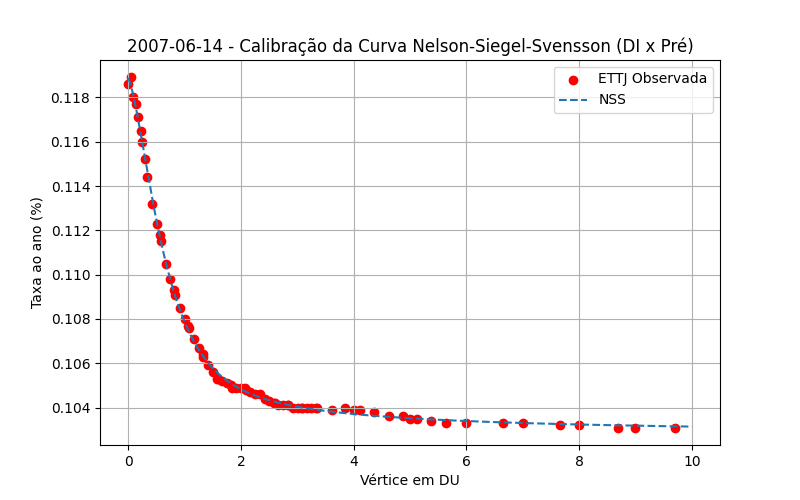 2007-06-14 - Calibração da Curva Nelson-Siegel-Svensson (DI x Pré)
ETTJ Observada
NSS
Taxa ao ano (%)
0.118
0.116
0.114
0.112
0.110
0.108
0.106
0.104
0 2 4 6 8 10
Vértice em DU